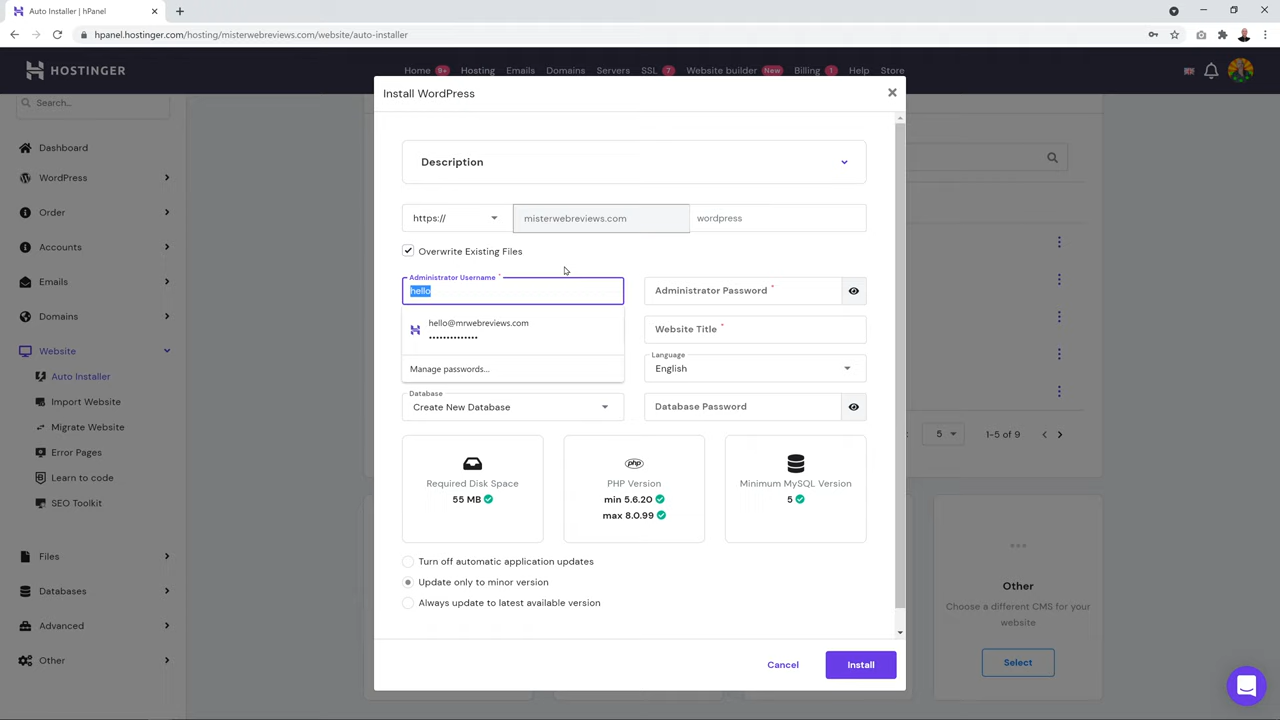 Auto Installer | hPanel
hpanel.hostinger.com/hosting/misterwebreviews.com/website/auto-installer
HOSTINGER
Home 9+ Hosting Emails Domains Servers SSL 7 Website builder New Billing 1 Help Store
Search...
Dashboard
WordPress
Order
Accounts
Emails
Domains
Website
Auto Installer
Import Website
Migrate Website
Error Pages
Learn to code
SEO Toolkit
Files
Databases
Advanced
Other
Install WordPress
Description
https:// misterwebreviews.com wordpress
Overwrite Existing Files
Administrator Username *
hello
Administrator Password *
hello@mrwebreviews.com
••••••••••••••
Manage passwords...
Website Title *
Language
English
Database
Create New Database
Database Password
Required Disk Space
55 MB
php
PHP Version
min 5.6.20
max 8.0.99
Minimum MySQL Version
5
Turn off automatic application updates
Update only to minor version
Always update to latest available version
Cancel
Install
5 1-5 of 9
Other
Choose a different CMS for your
website
Select